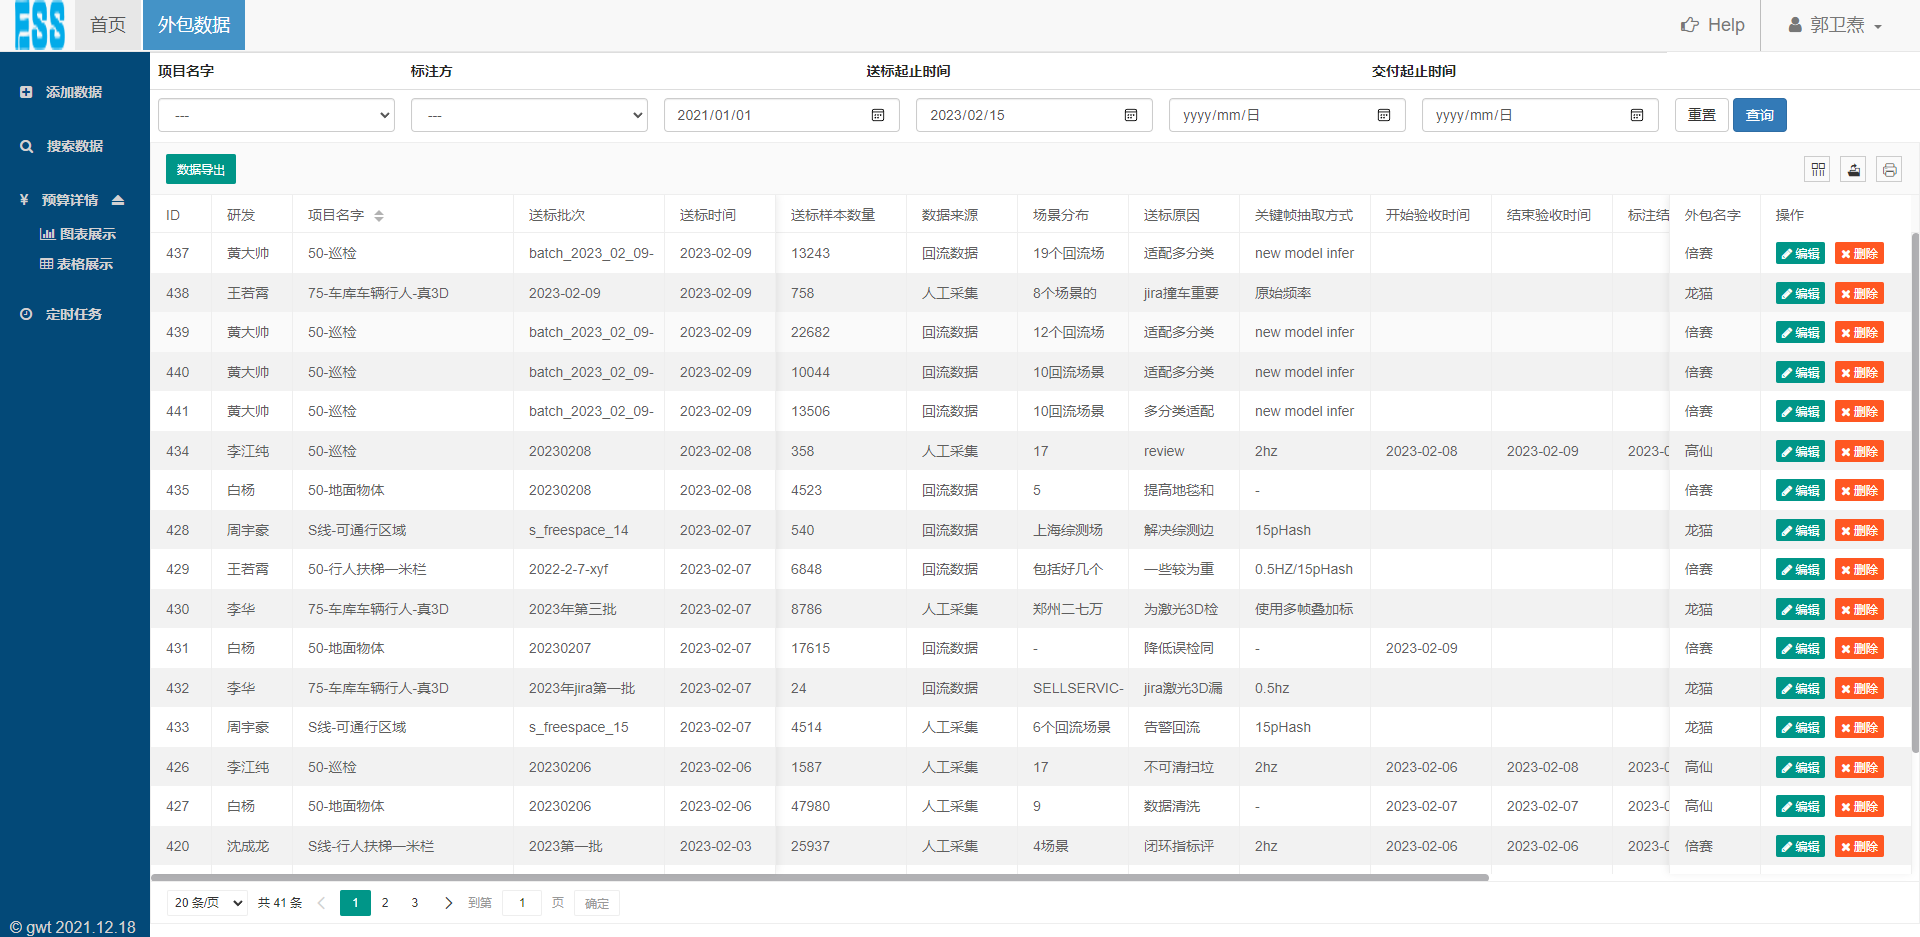 ESS 首页 外包数据 Help 郭卫焘
添加数据
搜索数据
¥ 预算详情
图表展示
表格展示
定时任务
© gwt 2021.12.18
项目名字 标注方 送标起止时间 交付起止时间
--- --- 2021/01/01 2023/02/15 yyyy/mm/日 yyyy/mm/日 重置 查询
数据导出
ID 研发 项目名字 送标批次 送标时间 送标样本数量 数据来源 场景分布 送标原因 关键帧抽取方式 开始验收时间 结束验收时间 标注结 外包名字 操作
437 黄大帅 50-巡检 batch_2023_02_09- 2023-02-09 13243 回流数据 19个回流场 适配多分类 new model infer 倍赛 编辑 删除
438 王若霄 75-车库车辆行人-真3D 2023-02-09 2023-02-09 758 人工采集 8个场景的 jira撞车重要 原始频率 龙猫 编辑 删除
439 黄大帅 50-巡检 batch_2023_02_09- 2023-02-09 22682 回流数据 12个回流场 适配多分类 new model infer 倍赛 编辑 删除
440 黄大帅 50-巡检 batch_2023_02_09- 2023-02-09 10044 回流数据 10回流场景 适配多分类 new model infer 倍赛 编辑 删除
441 黄大帅 50-巡检 batch_2023_02_09- 2023-02-09 13506 回流数据 10回流场景 多分类适配 new model infer 倍赛 编辑 删除
434 李江纯 50-巡检 20230208 2023-02-08 358 人工采集 17 review 2hz 2023-02-08 2023-02-09 2023-0 高仙 编辑 删除
435 白杨 50-地面物体 20230208 2023-02-08 4523 回流数据 5 提高地毯和 - 倍赛 编辑 删除
428 周宇豪 S线-可通行区域 s_freespace_14 2023-02-07 540 回流数据 上海综测场 解决综测边 15pHash 龙猫 编辑 删除
429 王若霄 50-行人扶梯一米栏 2022-2-7-xyf 2023-02-07 6848 回流数据 包括好几个 一些较为重 0.5HZ/15pHash 倍赛 编辑 删除
430 李华 75-车库车辆行人-真3D 2023年第三批 2023-02-07 8786 人工采集 郑州二七万 为激光3D检 使用多帧叠加标 龙猫 编辑 删除
431 白杨 50-地面物体 20230207 2023-02-07 17615 回流数据 - 降低误检同 - 2023-02-09 倍赛 编辑 删除
432 李华 75-车库车辆行人-真3D 2023年jira第一批 2023-02-07 24 回流数据 SELLSERVIC- jira激光3D漏 0.5hz 龙猫 编辑 删除
433 周宇豪 S线-可通行区域 s_freespace_15 2023-02-07 4514 人工采集 6个回流场景 告警回流 15pHash 龙猫 编辑 删除
426 李江纯 50-巡检 20230206 2023-02-06 1587 人工采集 17 不可清扫垃 2hz 2023-02-06 2023-02-08 2023-0 高仙 编辑 删除
427 白杨 50-地面物体 20230206 2023-02-06 47980 人工采集 9 数据清洗 - 2023-02-07 2023-02-07 2023-0 高仙 编辑 删除
420 沈成龙 S线-行人扶梯一米栏 2023第一批 2023-02-03 25937 人工采集 4场景 闭环指标评 2hz 2023-02-06 2023-02-06 2023-0 倍赛 编辑 删除
20 条/页 共 41 条 1 2 3 到第 1 页 确定